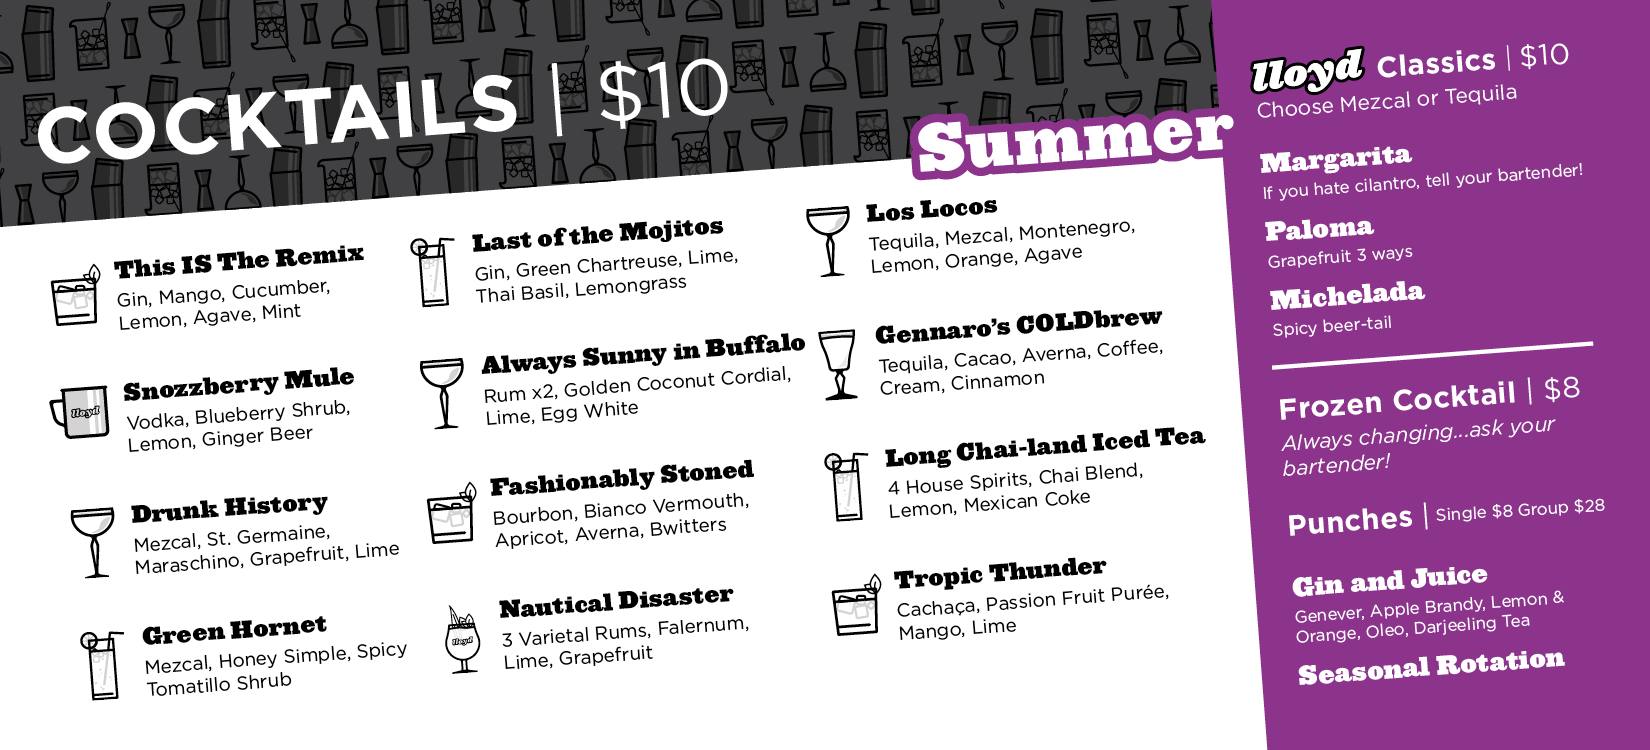 COCKTAILS | $10
Summer
This IS The Remix
Gin, Mango, Cucumber,
Lemon, Agave, Mint
Snozzberry Mule
Vodka, Blueberry Shrub,
Lemon, Ginger Beer
lloyd
Drunk History
Mezcal, St. Germaine,
Maraschino, Grapefruit, Lime
Green Hornet
Mezcal, Honey Simple, Spicy
Tomatillo Shrub
Last of the Mojitos
Gin, Green Chartreuse, Lime,
Thai Basil, Lemongrass
Always Sunny in Buffalo
Rum x2, Golden Coconut Cordial,
Lime, Egg White
Fashionably Stoned
Bourbon, Bianco Vermouth,
Apricot, Averna, Bwitters
Nautical Disaster
3 Varietal Rums, Falernum,
Lime, Grapefruit
lloyd
Los Locos
Tequila, Mezcal, Montenegro,
Lemon, Orange, Agave
Gennaro's COLDbrew
Tequila, Cacao, Averna, Coffee,
Cream, Cinnamon
Long Chai-land Iced Tea
4 House Spirits, Chai Blend,
Lemon, Mexican Coke
Tropic Thunder
Cachaça, Passion Fruit Purée,
Mango, Lime
lloyd Classics | $10
Choose Mezcal or Tequila
Margarita
If you hate cilantro, tell your bartender!
Paloma
Grapefruit 3 ways
Michelada
Spicy beer-tail
Frozen Cocktail | $8
Always changing...ask your
bartender!
Punches | Single $8 Group $28
Gin and Juice
Genever, Apple Brandy, Lemon &
Orange, Oleo, Darjeeling Tea
Seasonal Rotation